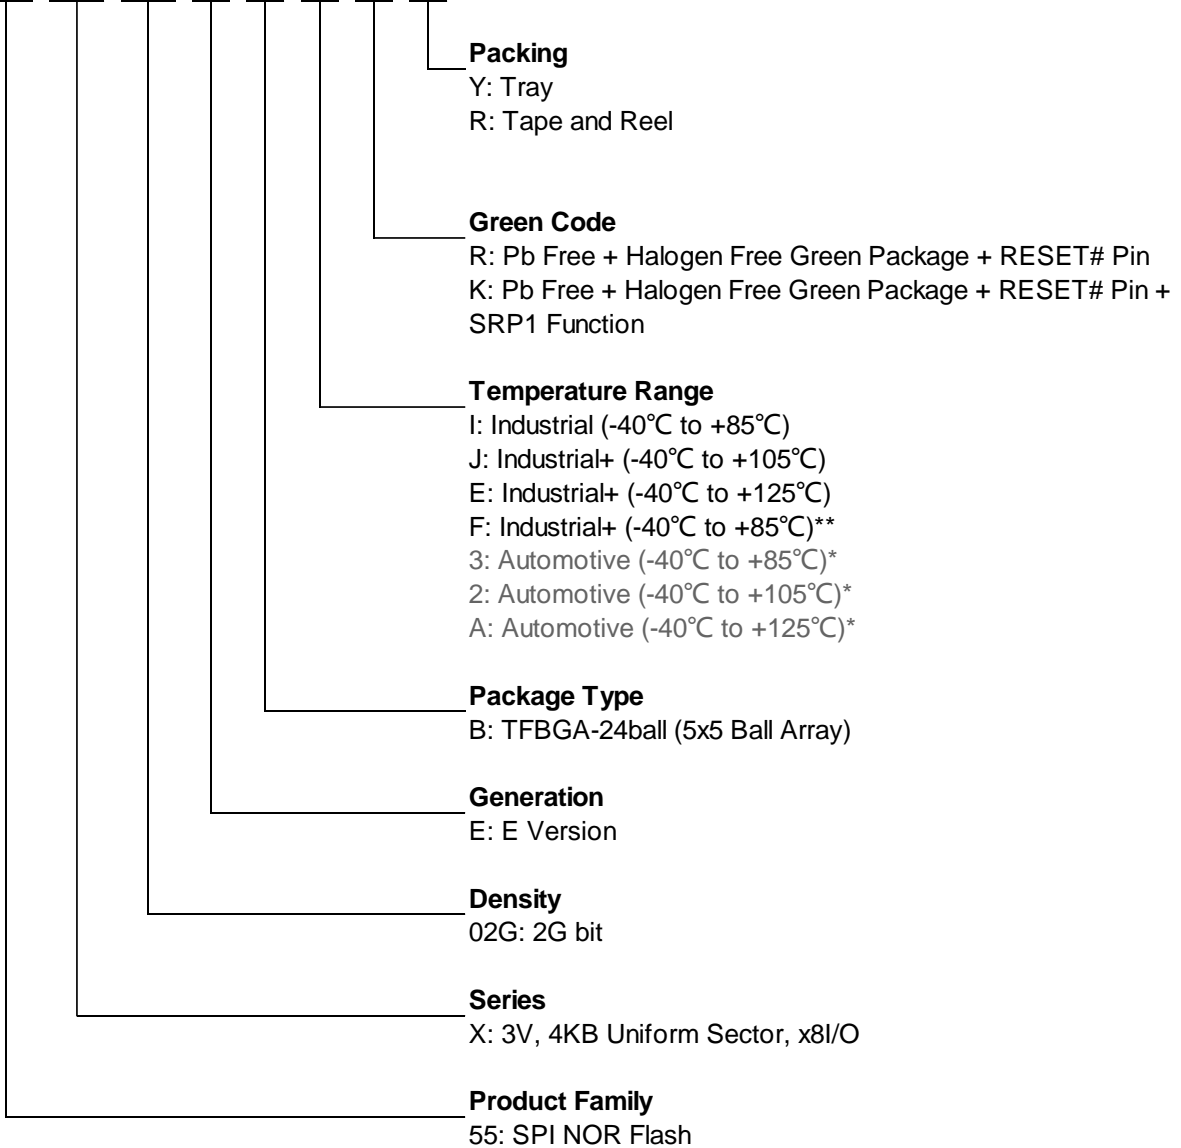 Packing
Y: Tray
R: Tape and Reel
Green Code
R: Pb Free + Halogen Free Green Package + RESET# Pin
K: Pb Free + Halogen Free Green Package + RESET# Pin +
SRP1 Function
Temperature Range
I: Industrial (-40℃ to +85℃)
J: Industrial+ (-40℃ to +105℃)
E: Industrial+ (-40℃ to +125℃)
F: Industrial+ (-40℃ to +85℃)**
3: Automotive (-40℃ to +85℃)*
2: Automotive (-40℃ to +105℃)*
A: Automotive (-40℃ to +125℃)*
Package Type
B: TFBGA-24ball (5x5 Ball Array)
Generation
E: E Version
Density
02G: 2G bit
Series
X: 3V, 4KB Uniform Sector, x8I/O
Product Family
55: SPI NOR Flash